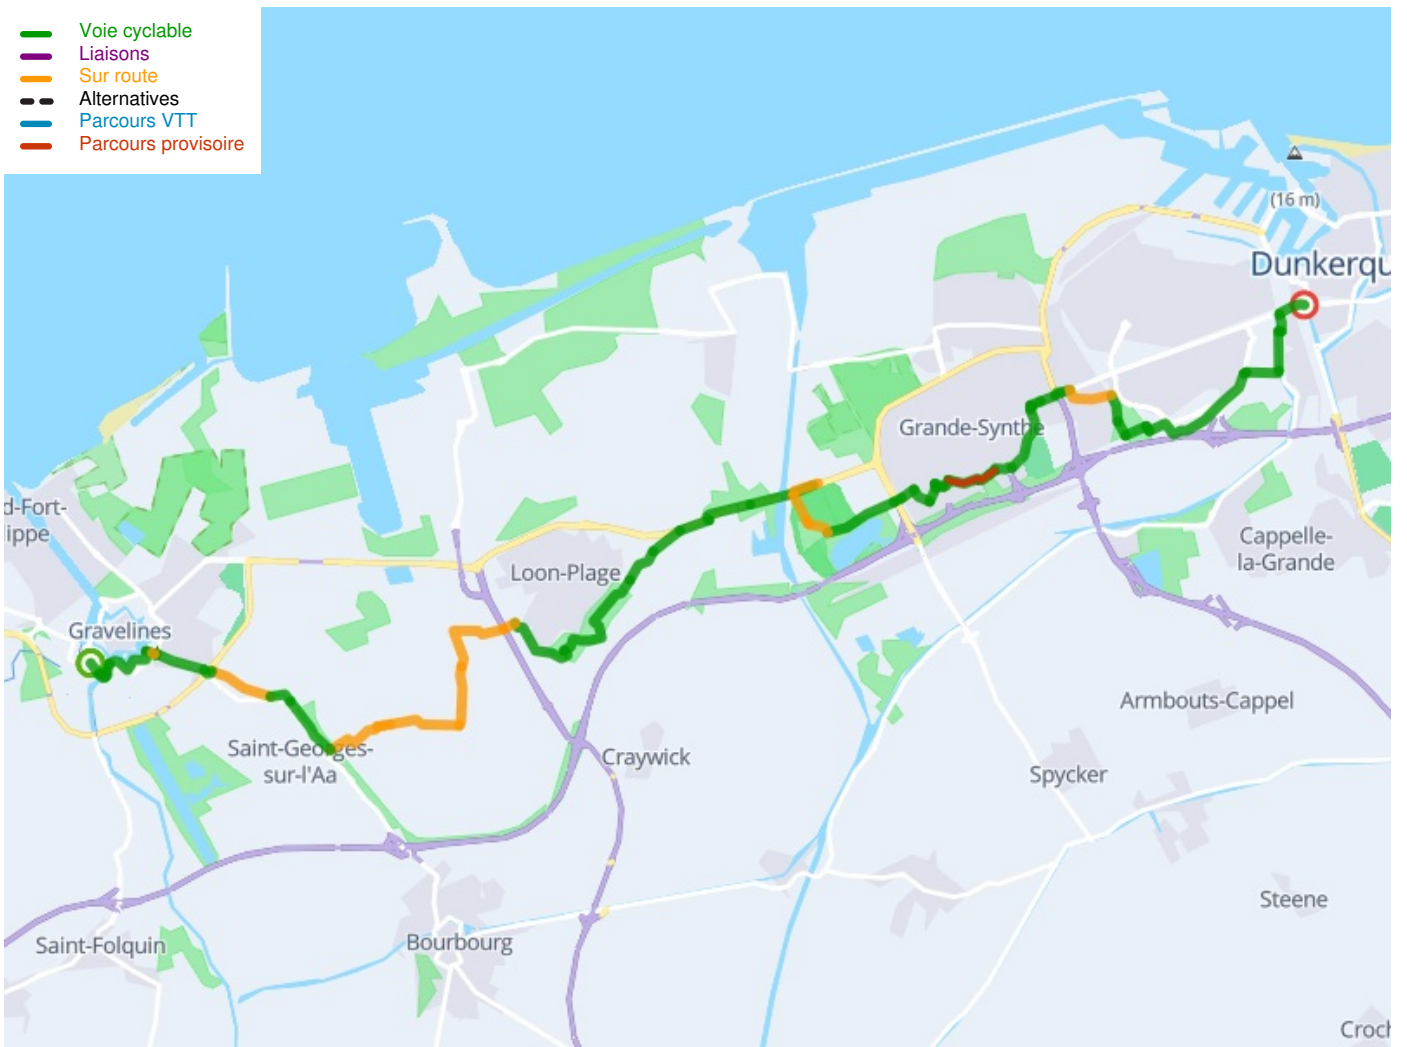 Voie cyclable
Liaisons
Sur route
Alternatives
Parcours VTT
Parcours provisoire
(16 m)
Dunkerqu
Grande-Synthe
d-Fort-
ippe
Cappelle-
la-Grande
Loon-Plage
Gravelines
Armbouts-Cappel
Saint-Georges-
sur-l'Aa
Craywick
Spycker
Steene
Saint-Folquin
Bourbourg
Croch